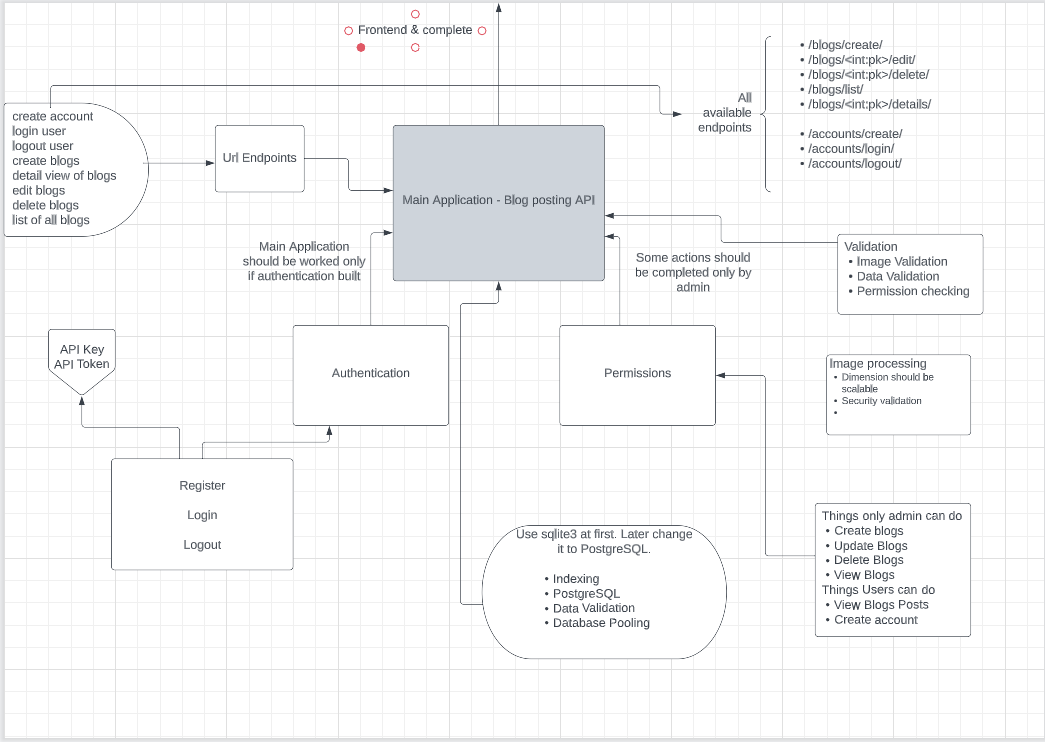 Frontend & complete
create account
login user
logout user
create blogs
detail view of blogs
edit blogs
delete blogs
list of all blogs
Url Endpoints
Main Application - Blog posting API
All
available
endpoints
• /blogs/create/
• /blogs/<int:pk>/edit/
• /blogs/<int:pk>/delete/
• /blogs/list/
• /blogs/<int:pk>/details/
• /accounts/create/
• /accounts/login/
• /accounts/logout/
Main Application
should be worked only
if authentication built
Some actions should
be completed only by
admin
Validation
• Image Validation
• Data Validation
• Permission checking
API Key
API Token
Authentication
Permissions
Image processing
• Dimension should be
scalable
• Security validation
•
Register
Login
Logout
Use sqlite3 at first. Later change
it to PostgreSQL.
• Indexing
• PostgreSQL
• Data Validation
• Database Pooling
Things only admin can do
• Create blogs
• Update Blogs
• Delete Blogs
• View Blogs
Things Users can do
• View Blogs Posts
• Create account